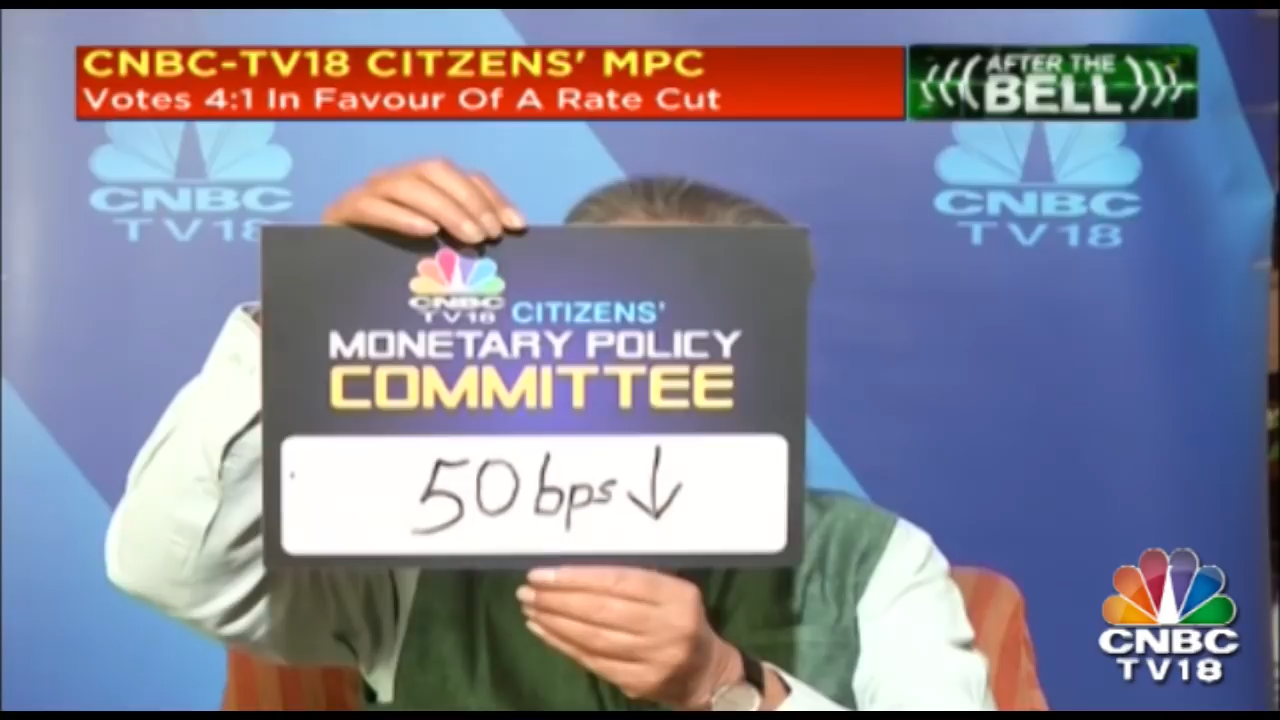 CNBC-TV18 CITZENS' MPC
Votes 4:1 In Favour Of A Rate Cut
AFTER THE
BELL
CNBC
TV18
CNBC
TV18
CNBC
TV18 CITIZENS'
MONETARY POLICY
COMMITTEE
50 bps ↓
CNBC
TV18